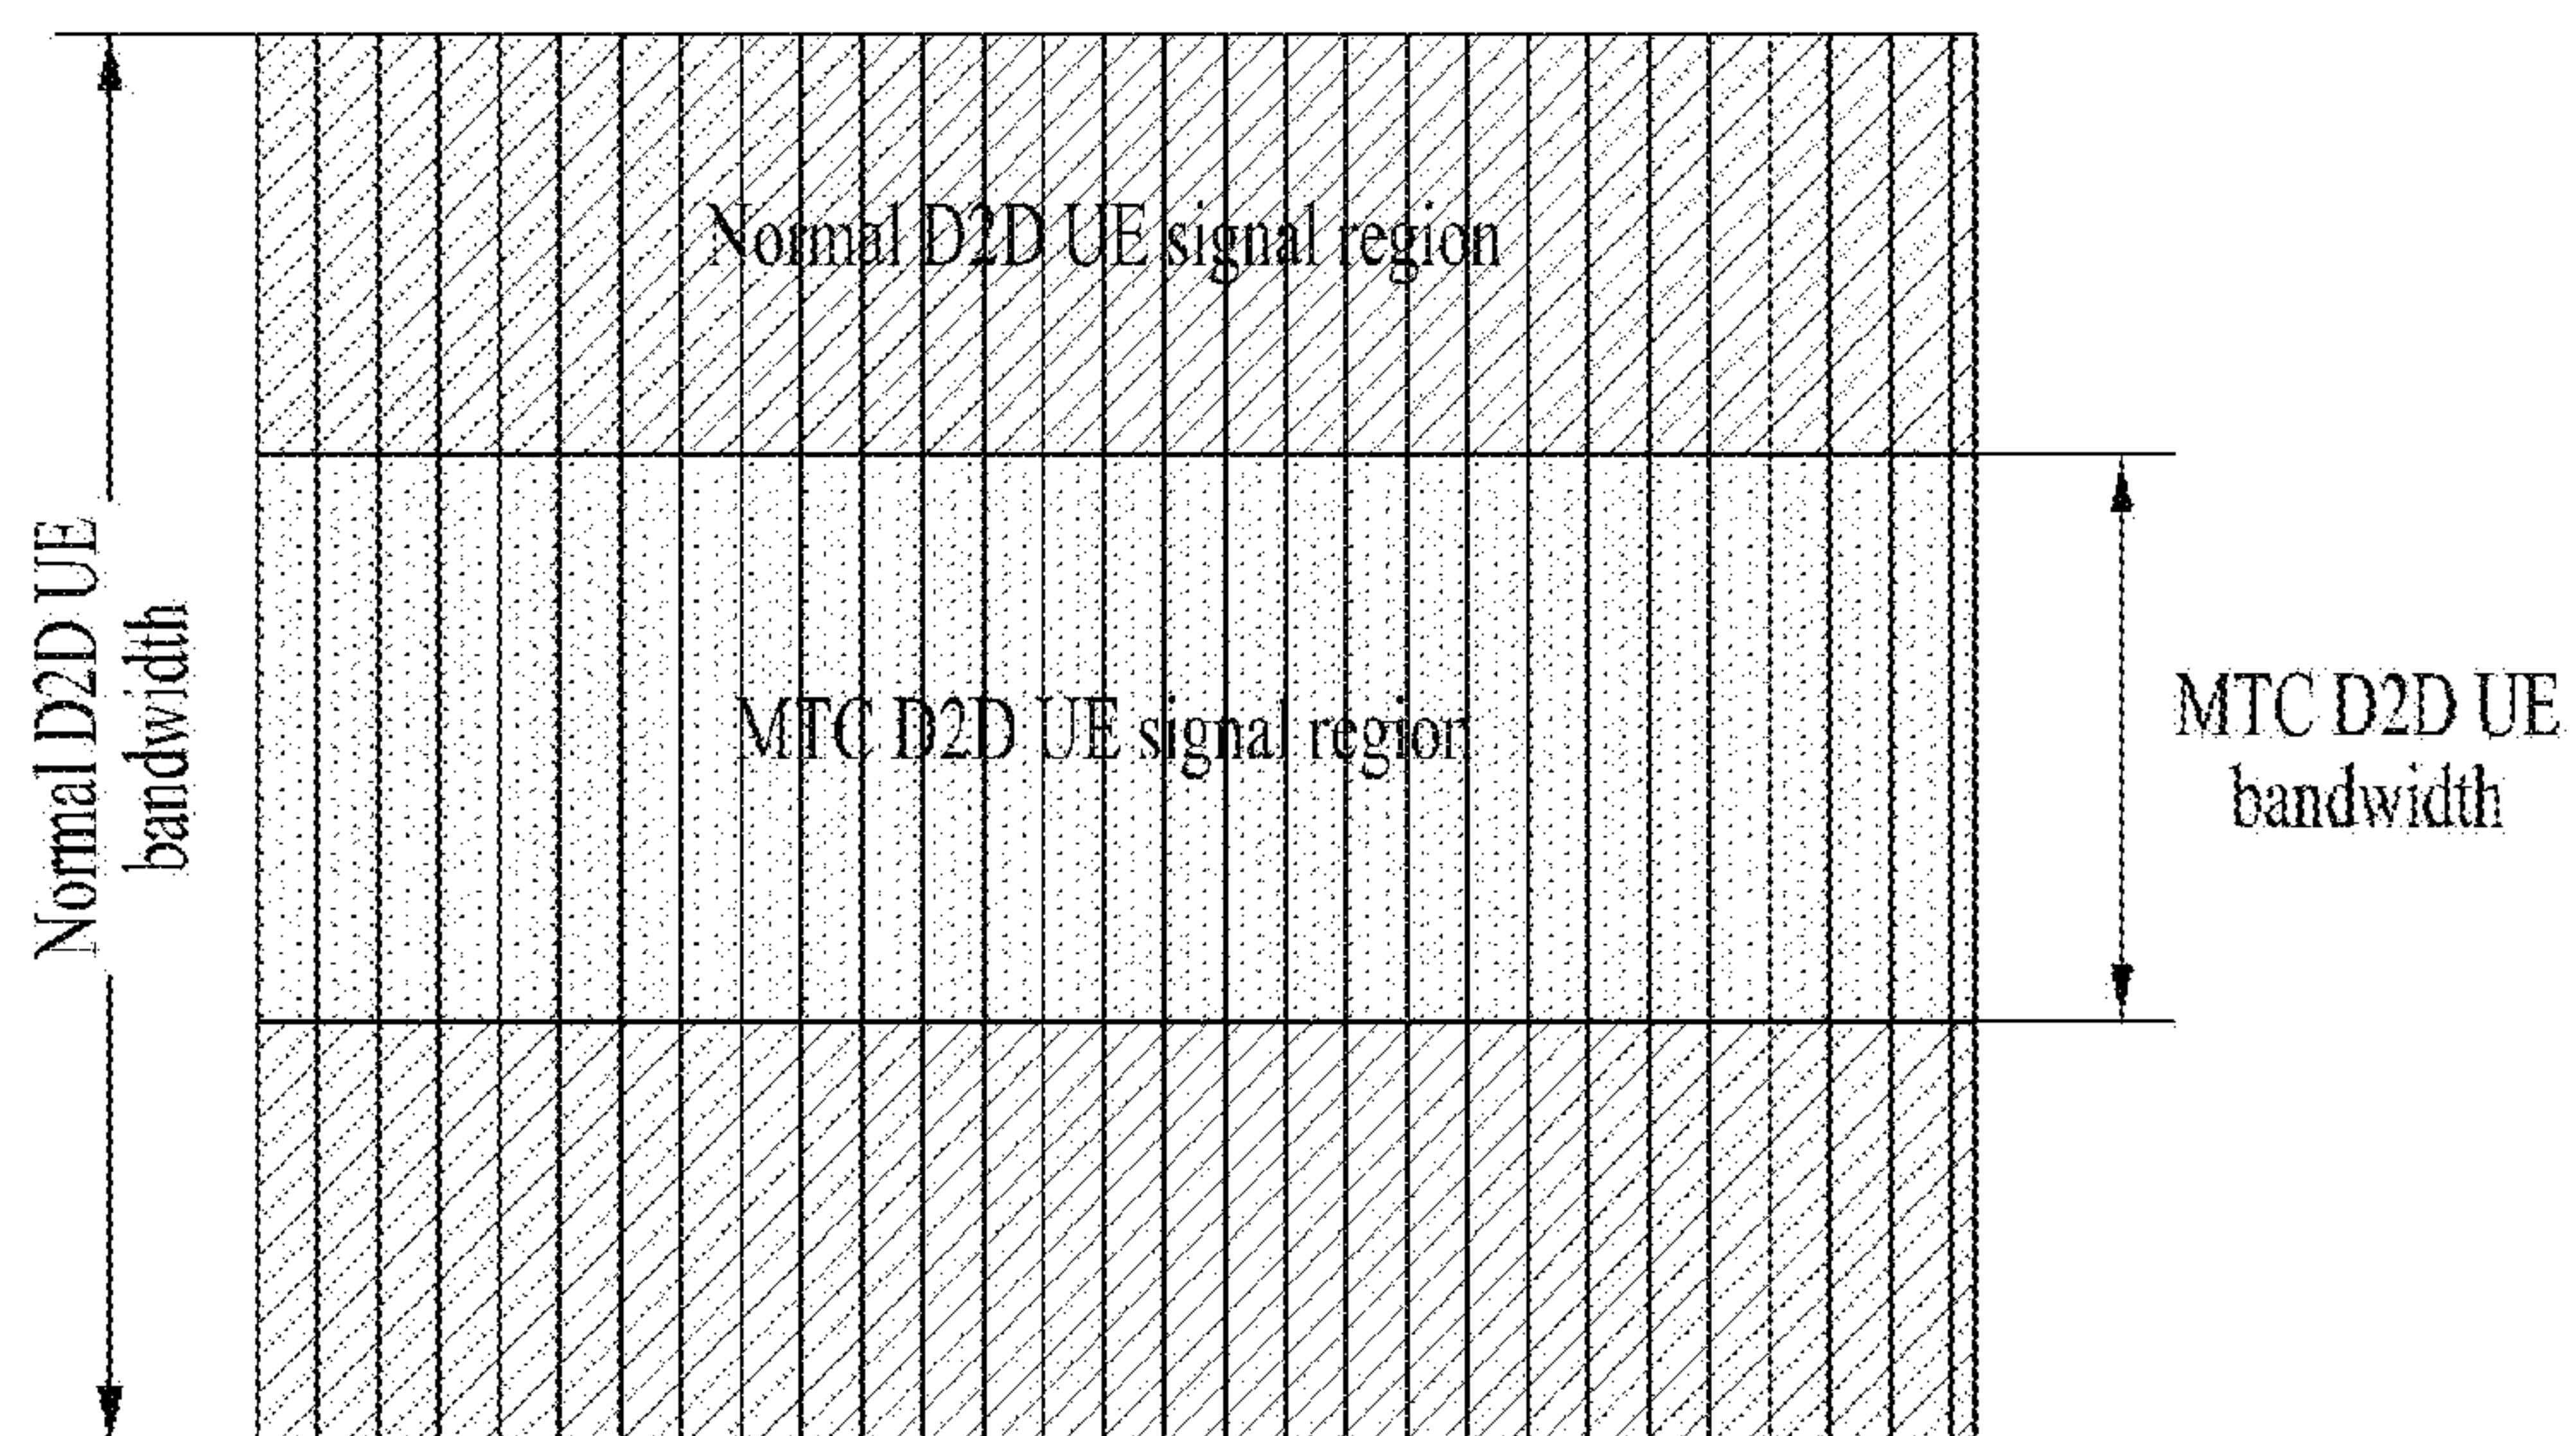 Normal D2D UE
bandwidth
Normal D2D UE signal region
MTC D2D UE signal region
MTC D2D UE
bandwidth